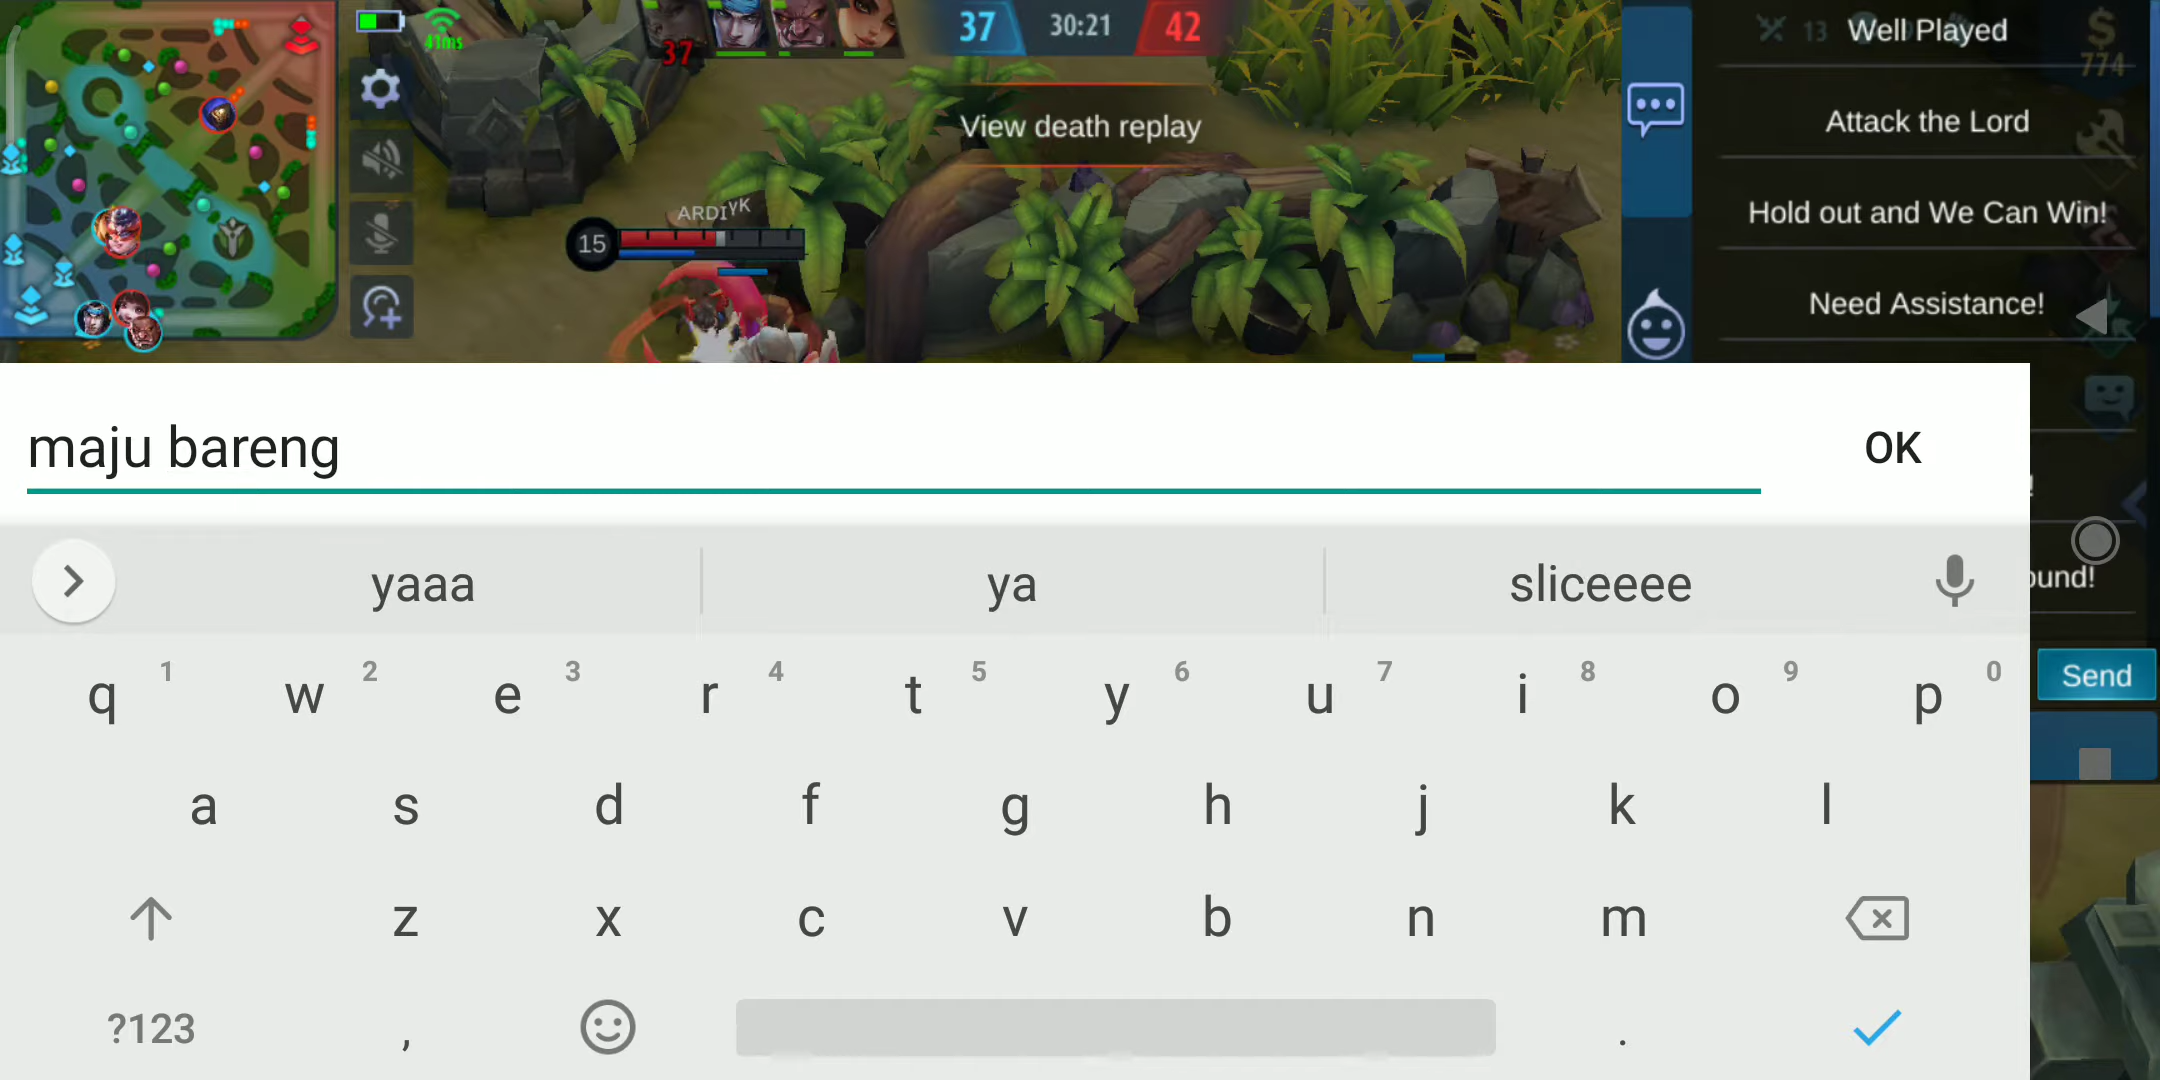 41ms
37
37
30:21
42
13
Well Played
774
View death replay
Attack the Lord
ARDIYK
15
Hold out and We Can Win!
Need Assistance!
maju bareng
OK
!
yaaa
ya
sliceeee
ound!
1 2 3 4 5 6 7 8 9 0
q w e r t y u i o p
Send
a s d f g h j k l
z x c v b n m
?123 , .